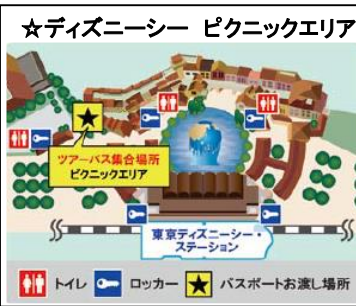 ☆ディズニーシー ピクニックエリア
ツアーバス集合場所
ピクニックエリア
東京ディズニーシー・
ステーション
トイレ ロッカー パスポートお渡し場所